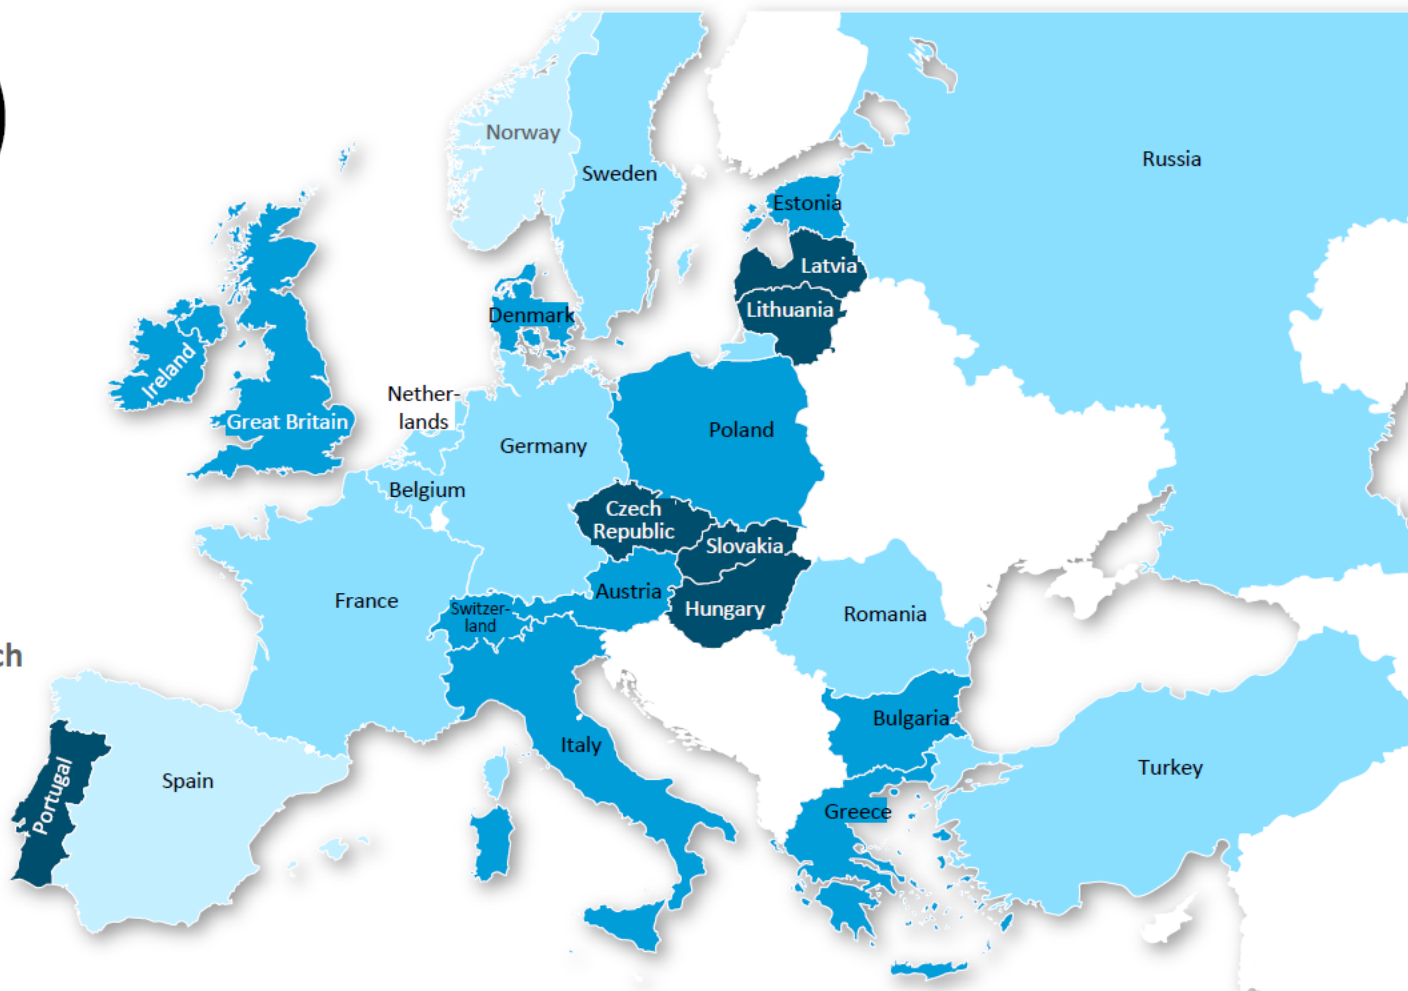 Norway
Sweden
Russia
Estonia
Latvia
Lithuania
Denmark
Ireland
Great Britain
Nether-
lands
Germany
Poland
Belgium
Czech
Republic
Slovakia
Austria
Hungary
France
Switzer-
land
Romania
ch
Bulgaria
Italy
Spain
Portugal
Turkey
Greece